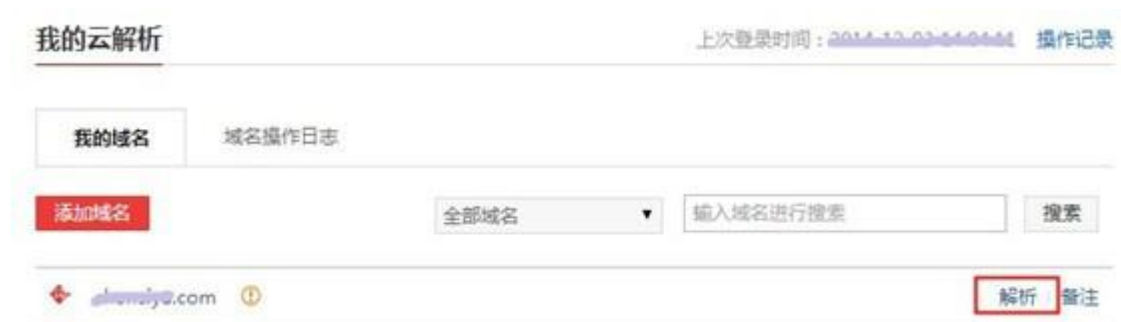 我的云解析
上次登录时间： 操作记录
我的域名 域名操作日志
添加域名 全部域名 输入域名进行搜索 搜索
.com 解析 备注